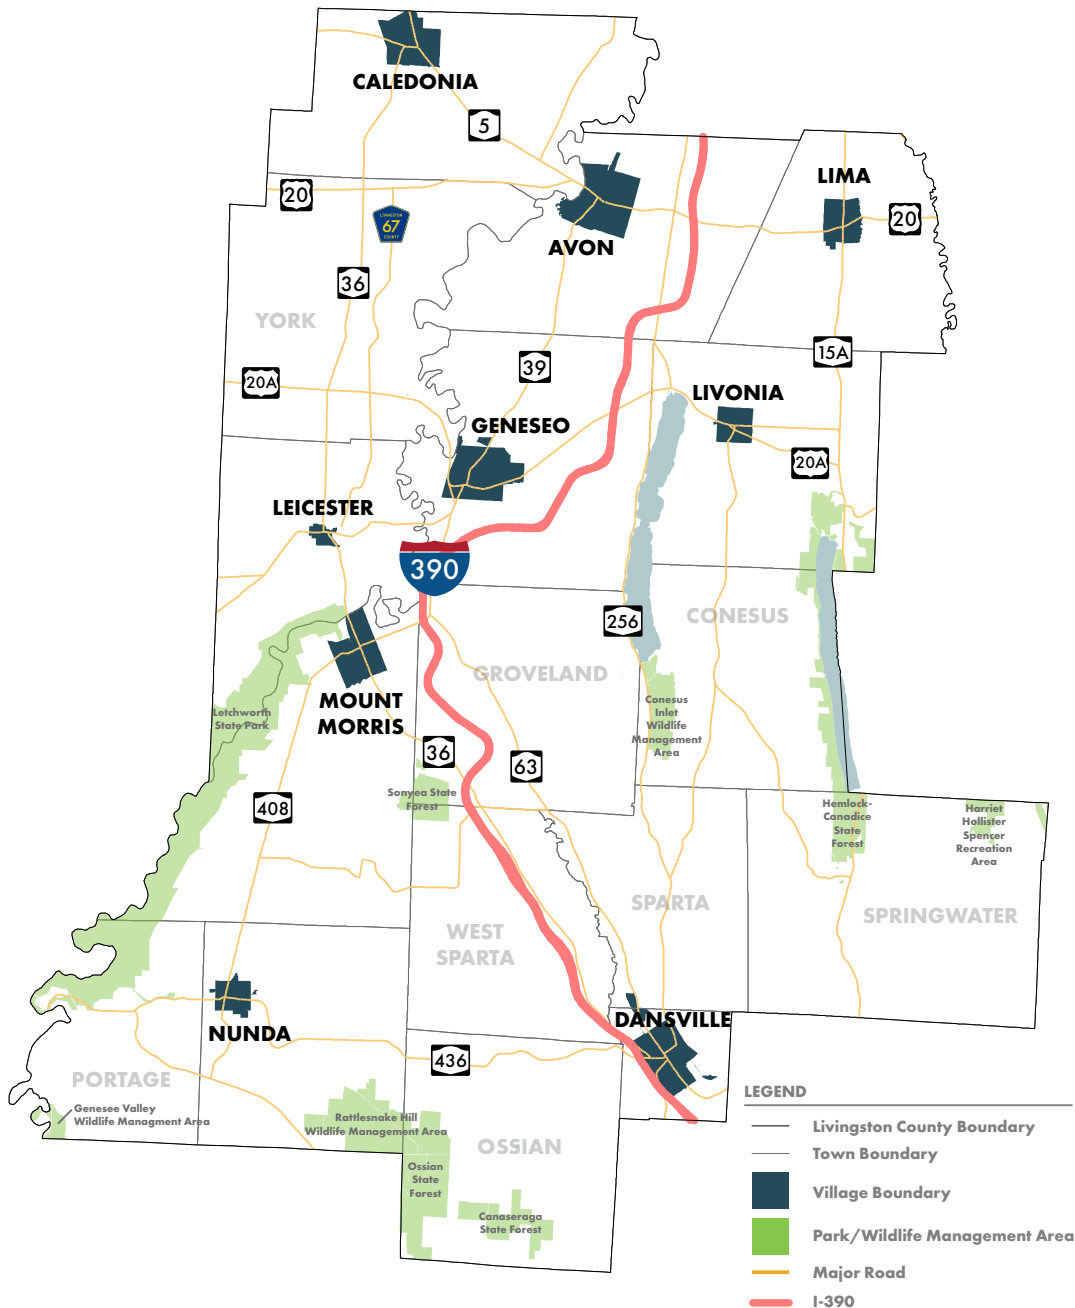 CALEDONIA
5
LIMA
20
LIVINGSTON
67
COUNTY
20
AVON
36
YORK
15A
39
20A
LIVONIA
GENESEO
20A
LEICESTER
390
256
CONESUS
GROVELAND
MOUNT
MORRIS
Conesus
Inlet
Wildlife
Management
Area
Letchworth
State Park
36
63
Sonyea State
Forest
408
Hemlock-
Canadice
State
Forest
Harriet
Hollister
Spencer
Recreation
Area
SPARTA
SPRINGWATER
WEST
SPARTA
NUNDA
DANSVILLE
436
PORTAGE
Genesee Valley
Wildlife Managment Area
Rattlesnake Hill
Wildlife Management Area
OSSIAN
Ossian
State
Forest
Canaseraga
State Forest
LEGEND
Livingston County Boundary
Town Boundary
Village Boundary
Park/Wildlife Management Area
Major Road
I-390